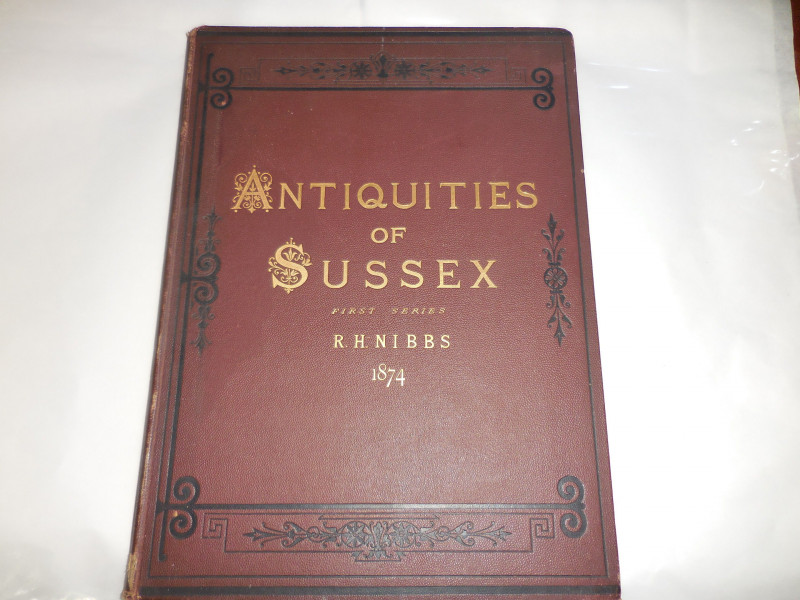 ANTIQUITIES
OF
SUSSEX
FIRST SERIES
R.H.NIBBS
1874